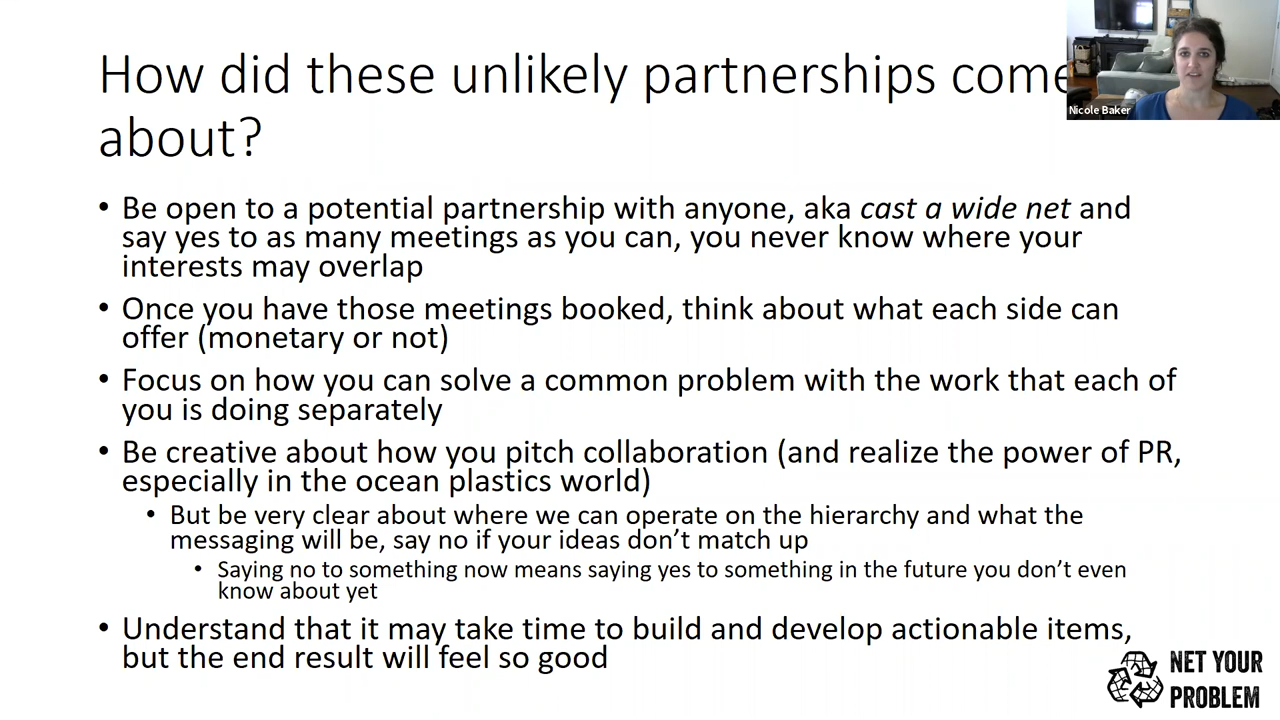 How did these unlikely partnerships come
about?
Nicole Baker
• Be open to a potential partnership with anyone, aka cast a wide net and
say yes to as many meetings as you can, you never know where your
interests may overlap
• Once you have those meetings booked, think about what each side can
offer (monetary or not)
• Focus on how you can solve a common problem with the work that each of
you is doing separately
• Be creative about how you pitch collaboration (and realize the power of PR,
especially in the ocean plastics world)
• But be very clear about where we can operate on the hierarchy and what the
messaging will be, say no if your ideas don’t match up
• Saying no to something now means saying yes to something in the future you don’t even
know about yet
• Understand that it may take time to build and develop actionable items,
but the end result will feel so good
NET YOUR
PROBLEM